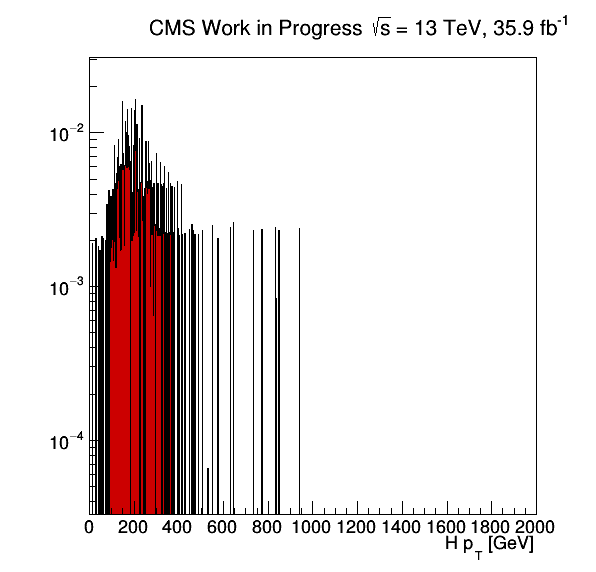 CMS Work in Progress √s = 13 TeV, 35.9 fb⁻¹
10⁻²
10⁻³
10⁻⁴
0 200 400 600 800 1000 1200 1400 1600 1800 2000
H p_T [GeV]